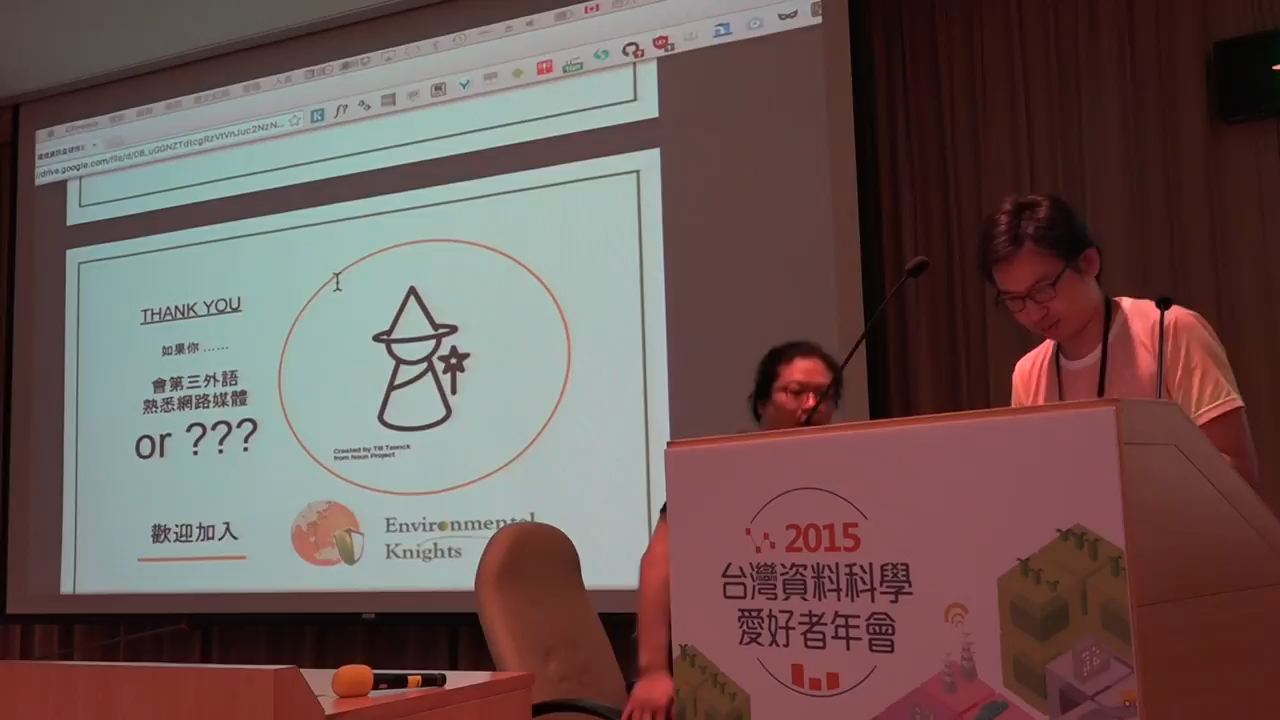 //drive.google.com/file/d/0B_uGGNZTdtcgRzVtVnJuc2NzN...
THANK YOU
如果你 ……
會第三外語
熟悉網路媒體
or ???
歡迎加入
Created by Till Teenck
from Noun Project
Environmental
Knights
2015
台灣資料科學
愛好者年會